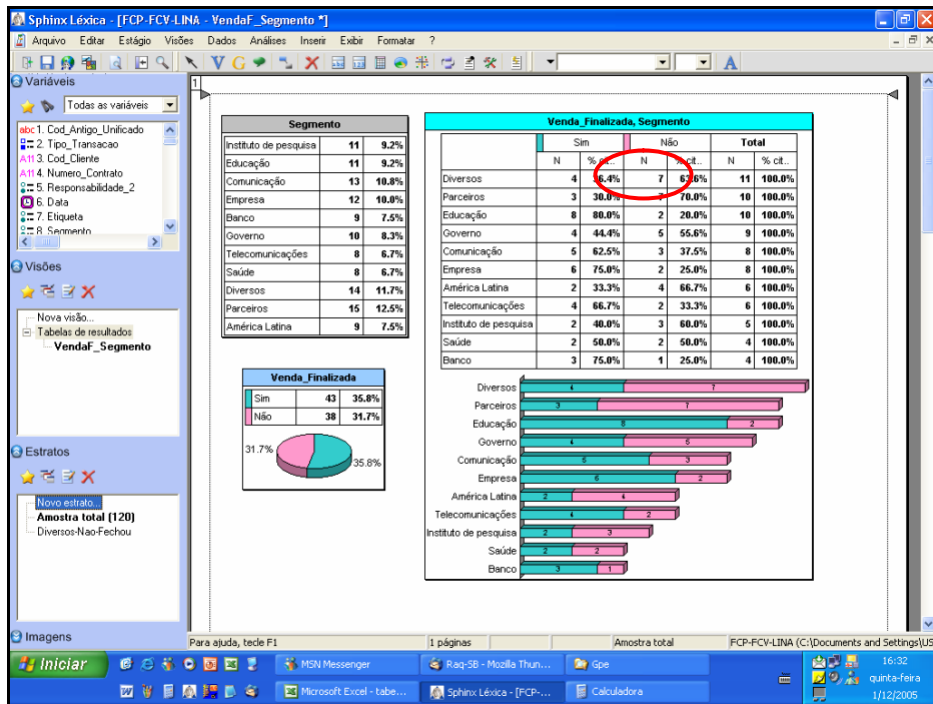 Sphinx Léxica - [FCP-FCV-LINA - VendaF_Segmento *]
Arquivo Editar Estágio Visões Dados Análises Inserir Exibir Formatar ?
Variáveis
Todas as variáveis
abc 1. Cod_Antigo_Unificado
2. Tipo_Transacao
A11 3. Cod_Cliente
A11 4. Numero_Contrato
5. Responsabilidade_2
6. Data
7. Etiqueta
8. Segmento
Visões
Nova visão...
Tabelas de resultados
VendaF_Segmento
Estratos
Novo estrato...
Amostra total (120)
Diversos-Nao-Fechou
Imagens
1
Segmento
Instituto de pesquisa 11 9.2%
Educação 11 9.2%
Comunicação 13 10.8%
Empresa 12 10.0%
Banco 9 7.5%
Governo 10 8.3%
Telecomunicações 8 6.7%
Saúde 8 6.7%
Diversos 14 11.7%
Parceiros 15 12.5%
América Latina 9 7.5%
Venda_Finalizada
Sim 43 35.8%
Não 38 31.7%
31.7%
35.8%
Venda_Finalizada, Segmento
Sim Não Total
N % cit.. N % cit.. N % cit..
Diversos 4 36.4% 7 63.6% 11 100.0%
Parceiros 3 30.0% 7 70.0% 10 100.0%
Educação 8 80.0% 2 20.0% 10 100.0%
Governo 4 44.4% 5 55.6% 9 100.0%
Comunicação 5 62.5% 3 37.5% 8 100.0%
Empresa 6 75.0% 2 25.0% 8 100.0%
América Latina 2 33.3% 4 66.7% 6 100.0%
Telecomunicações 4 66.7% 2 33.3% 6 100.0%
Instituto de pesquisa 2 40.0% 3 60.0% 5 100.0%
Saúde 2 50.0% 2 50.0% 4 100.0%
Banco 3 75.0% 1 25.0% 4 100.0%
Diversos 4 7
Parceiros 3 7
Educação 8 2
Governo 4 5
Comunicação 5 3
Empresa 6 2
América Latina 2 4
Telecomunicações 4 2
Instituto de pesquisa 2 3
Saúde 2 2
Banco 3 1
Para ajuda, tecle F1 1 páginas Amostra total FCP-FCV-LINA (C:\Documents and Settings\US
Iniciar MSN Messenger Raq-SB - Mozilla Thun... Gpe 16:32
quinta-feira
Microsoft Excel - tabe... Sphinx Léxica - [FCP-... Calculadora 1/12/2005